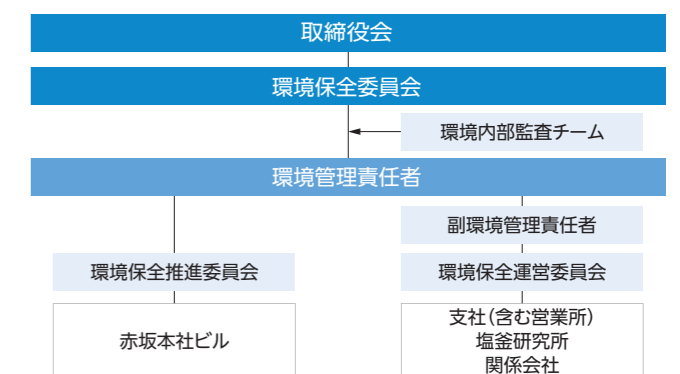 取締役会
環境保全委員会
環境内部監査チーム
環境管理責任者
副環境管理責任者
環境保全推進委員会
環境保全運営委員会
赤坂本社ビル
支社(含む営業所)
塩釜研究所
関係会社